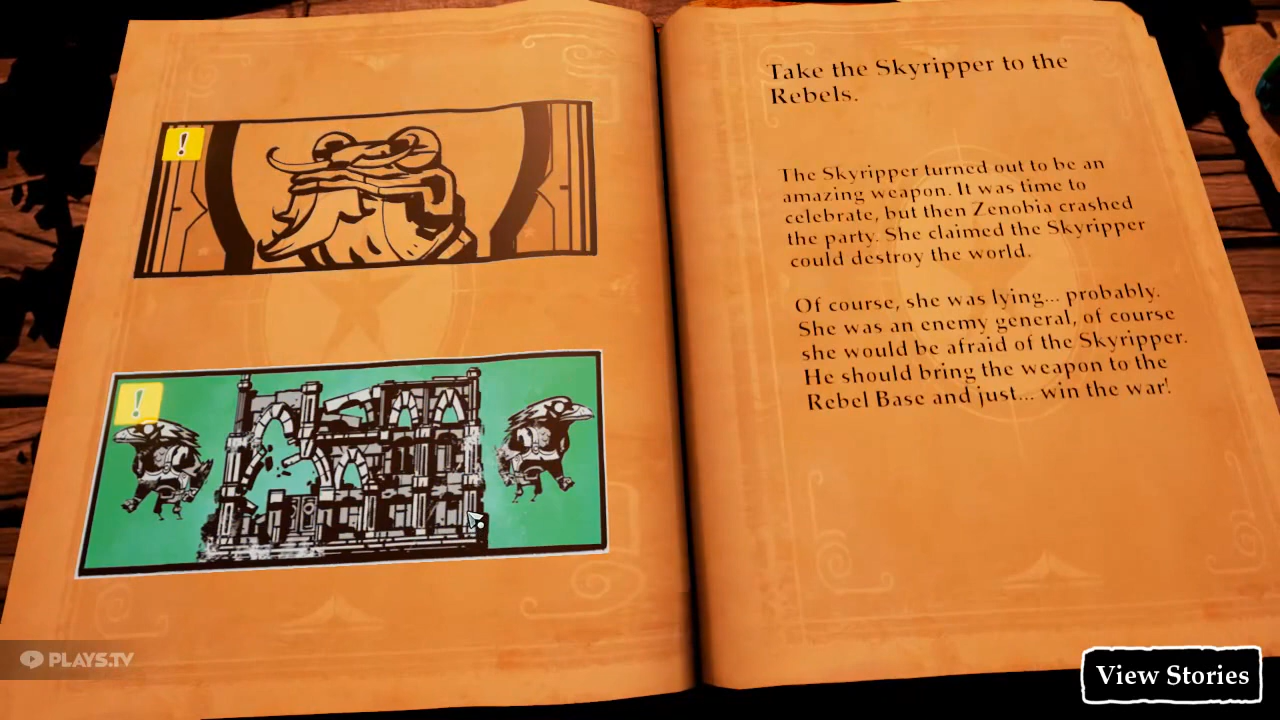 !
!
Take the Skyripper to the
Rebels.
The Skyripper turned out to be an
amazing weapon. It was time to
celebrate, but then Zenobia crashed
the party. She claimed the Skyripper
could destroy the world.
Of course, she was lying... probably.
She was an enemy general, of course
she would be afraid of the Skyripper.
He should bring the weapon to the
Rebel Base and just... win the war!
PLAYS.TV
View Stories